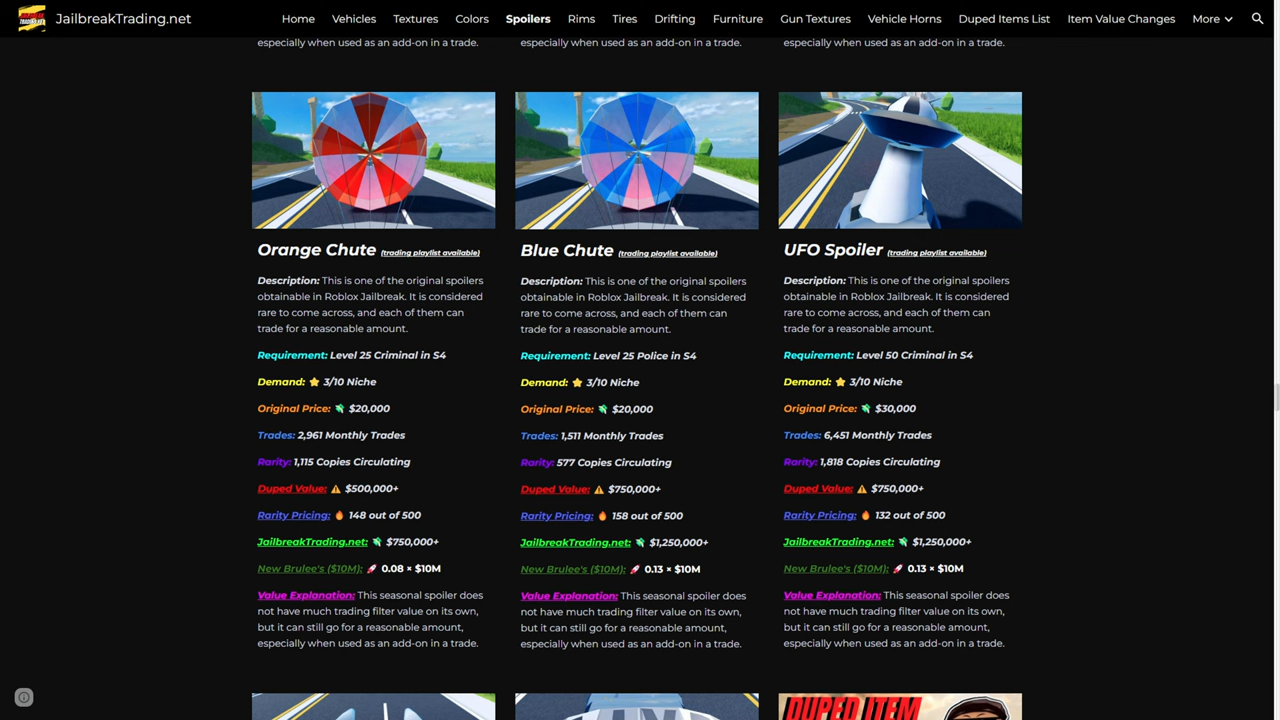 JailbreakTrading.net
Home Vehicles Textures Colors Spoilers Rims Tires Drifting Furniture Gun Textures Vehicle Horns Duped Items List Item Value Changes More
especially when used as an add-on in a trade.
especially when used as an add-on in a trade.
especially when used as an add-on in a trade.
Orange Chute (trading playlist available)
Description: This is one of the original spoilers
obtainable in Roblox Jailbreak. It is considered
rare to come across, and each of them can
trade for a reasonable amount.
Requirement: Level 25 Criminal in S4
Demand: ⭐ 3/10 Niche
Original Price: 💸 $20,000
Trades: 2,961 Monthly Trades
Rarity: 1,115 Copies Circulating
Duped Value: ⚠️ $500,000+
Rarity Pricing: 🔥 148 out of 500
JailbreakTrading.net: 💸 $750,000+
New Brulee's ($10M): 🚀 0.08 × $10M
Value Explanation: This seasonal spoiler does
not have much trading filter value on its own,
but it can still go for a reasonable amount,
especially when used as an add-on in a trade.
Blue Chute (trading playlist available)
Description: This is one of the original spoilers
obtainable in Roblox Jailbreak. It is considered
rare to come across, and each of them can
trade for a reasonable amount.
Requirement: Level 25 Police in S4
Demand: ⭐ 3/10 Niche
Original Price: 💸 $20,000
Trades: 1,511 Monthly Trades
Rarity: 577 Copies Circulating
Duped Value: ⚠️ $750,000+
Rarity Pricing: 🔥 158 out of 500
JailbreakTrading.net: 💸 $1,250,000+
New Brulee's ($10M): 🚀 0.13 × $10M
Value Explanation: This seasonal spoiler does
not have much trading filter value on its own,
but it can still go for a reasonable amount,
especially when used as an add-on in a trade.
UFO Spoiler (trading playlist available)
Description: This is one of the original spoilers
obtainable in Roblox Jailbreak. It is considered
rare to come across, and each of them can
trade for a reasonable amount.
Requirement: Level 50 Criminal in S4
Demand: ⭐ 3/10 Niche
Original Price: 💸 $30,000
Trades: 6,451 Monthly Trades
Rarity: 1,818 Copies Circulating
Duped Value: ⚠️ $750,000+
Rarity Pricing: 🔥 132 out of 500
JailbreakTrading.net: 💸 $1,250,000+
New Brulee's ($10M): 🚀 0.13 × $10M
Value Explanation: This seasonal spoiler does
not have much trading filter value on its own,
but it can still go for a reasonable amount,
especially when used as an add-on in a trade.
DUPED ITEM